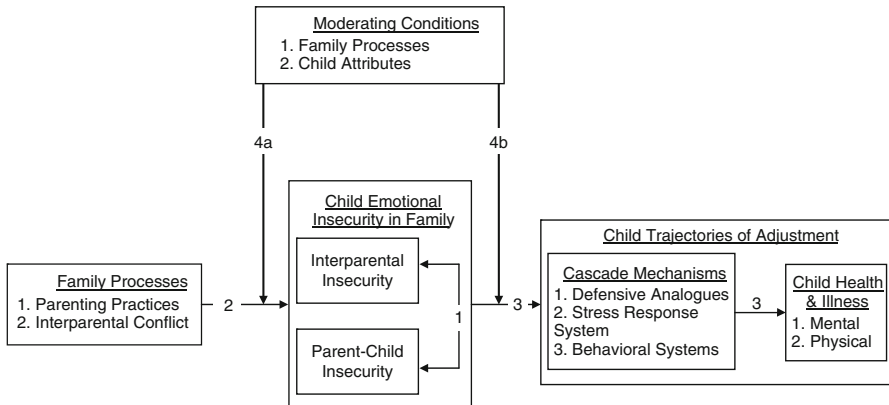 Moderating Conditions
1. Family Processes
2. Child Attributes
4a
4b
Child Emotional
Insecurity in Family
Interparental
Insecurity
Parent-Child
Insecurity
1
Family Processes
1. Parenting Practices
2. Interparental Conflict
2
3
Child Trajectories of Adjustment
Cascade Mechanisms
1. Defensive Analogues
2. Stress Response
System
3. Behavioral Systems
3
Child Health
& Illness
1. Mental
2. Physical